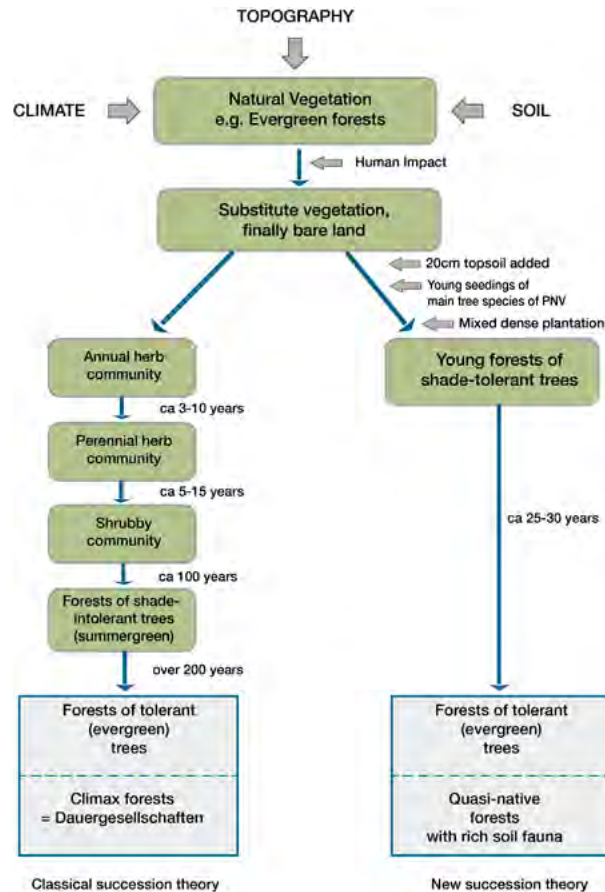 TOPOGRAPHY
CLIMATE
Natural Vegetation
e.g. Evergreen forests
SOIL
Human Impact
Substitute vegetation,
finally bare land
20cm topsoil added
Young seedings of
main tree species of PNV
Mixed dense plantation
Annual herb
community
ca 3-10 years
Perennial herb
community
ca 5-15 years
Shrubby
community
ca 100 years
Forests of shade-
intolerant trees
(summergreen)
over 200 years
Forests of tolerant
(evergreen)
trees
Climax forests
= Dauergesellschaften
Classical succession theory
Young forests of
shade-tolerant trees
ca 25-30 years
Forests of tolerant
(evergreen)
trees
Quasi-native
forests
with rich soil fauna
New succession theory